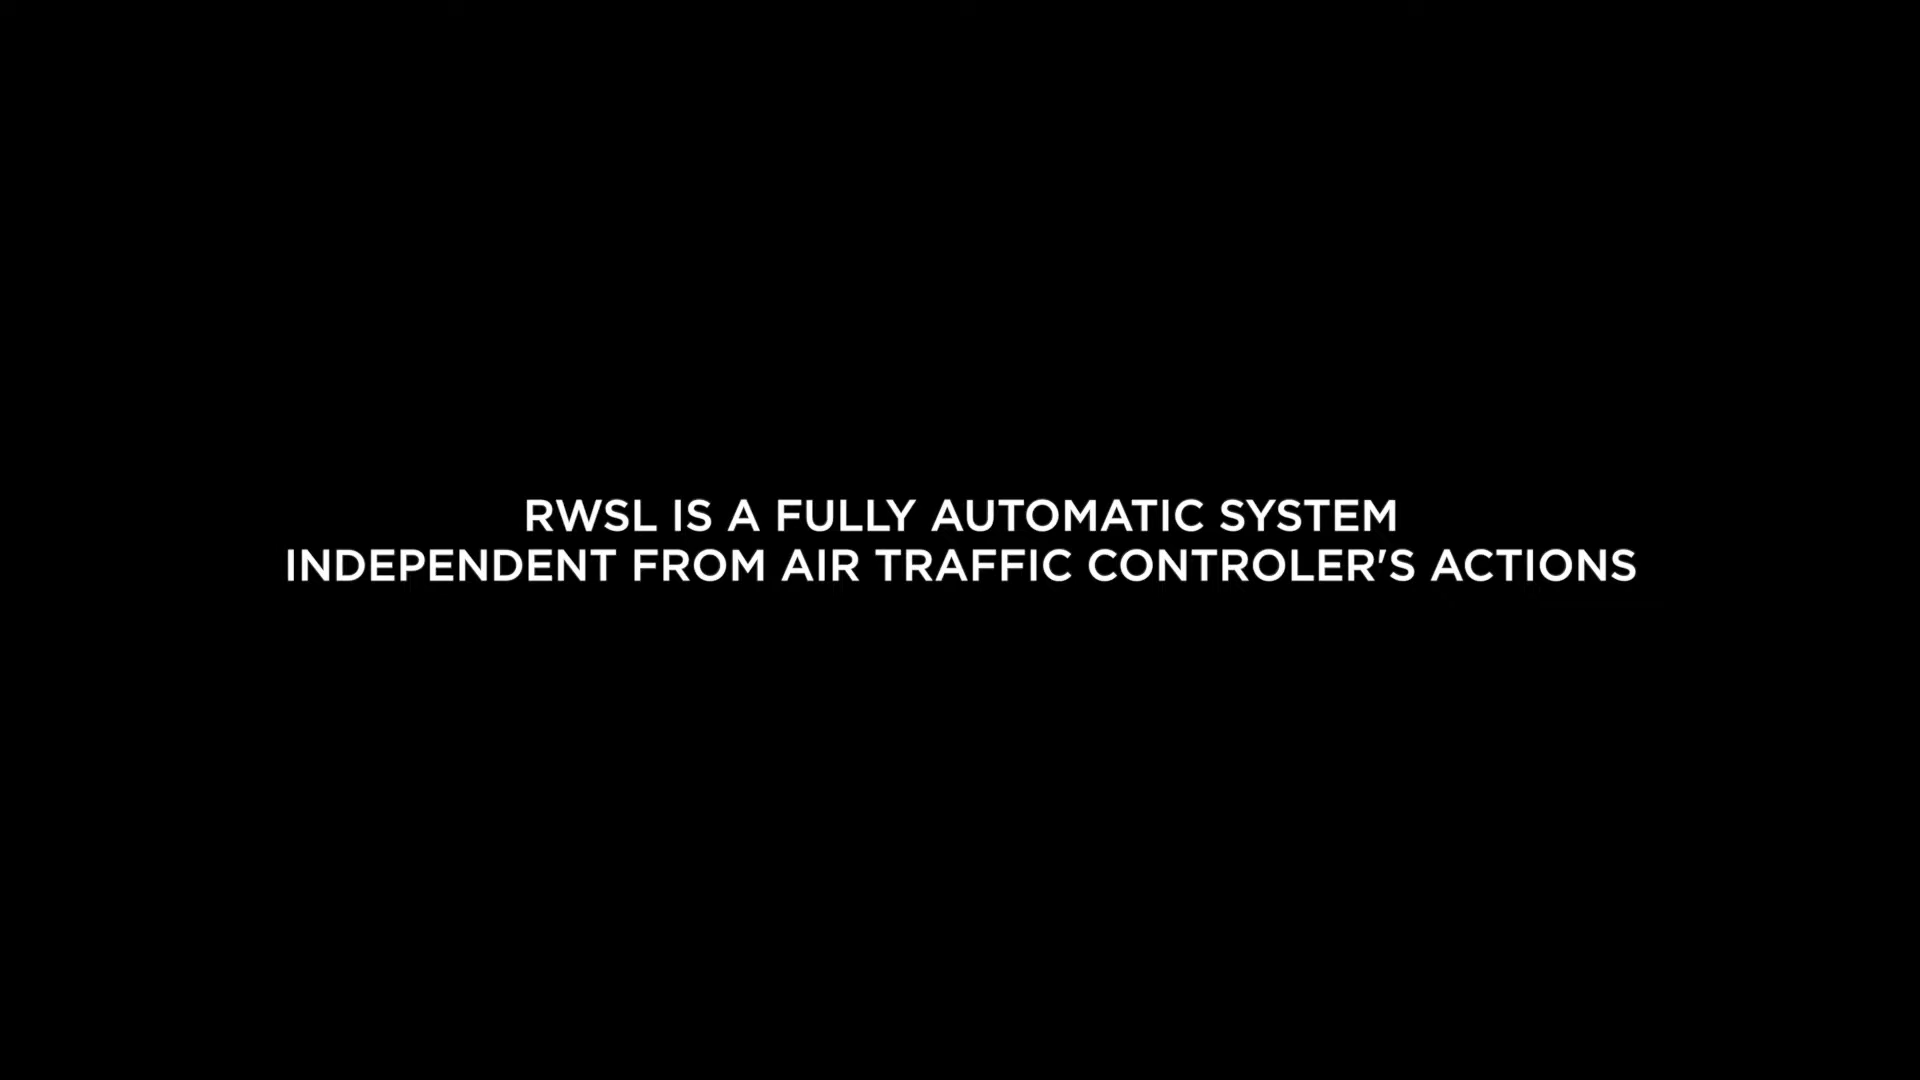 RWSL IS A FULLY AUTOMATIC SYSTEM
INDEPENDENT FROM AIR TRAFFIC CONTROLER'S ACTIONS